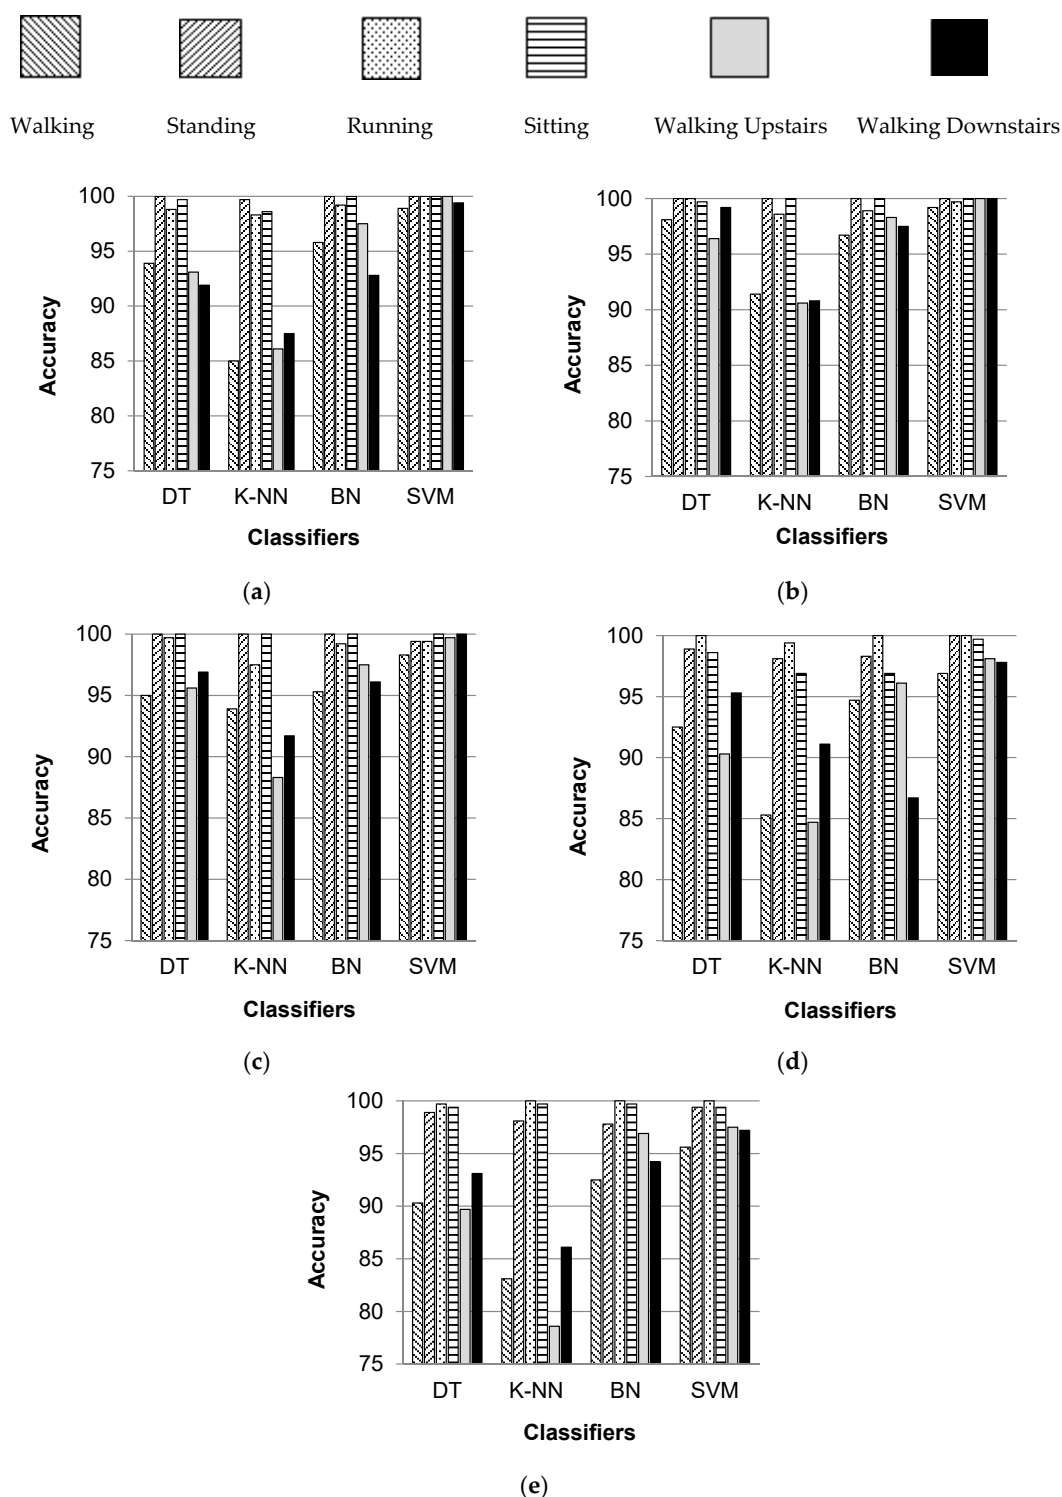 Walking Standing Running Sitting Walking Upstairs Walking Downstairs
100
95
90
85
80
75
Accuracy
DT K-NN BN SVM
Classifiers
(a)
100
95
90
85
80
75
Accuracy
DT K-NN BN SVM
Classifiers
(b)
100
95
90
85
80
75
Accuracy
DT K-NN BN SVM
Classifiers
(c)
100
95
90
85
80
75
Accuracy
DT K-NN BN SVM
Classifiers
(d)
100
95
90
85
80
75
Accuracy
DT K-NN BN SVM
Classifiers
(e)